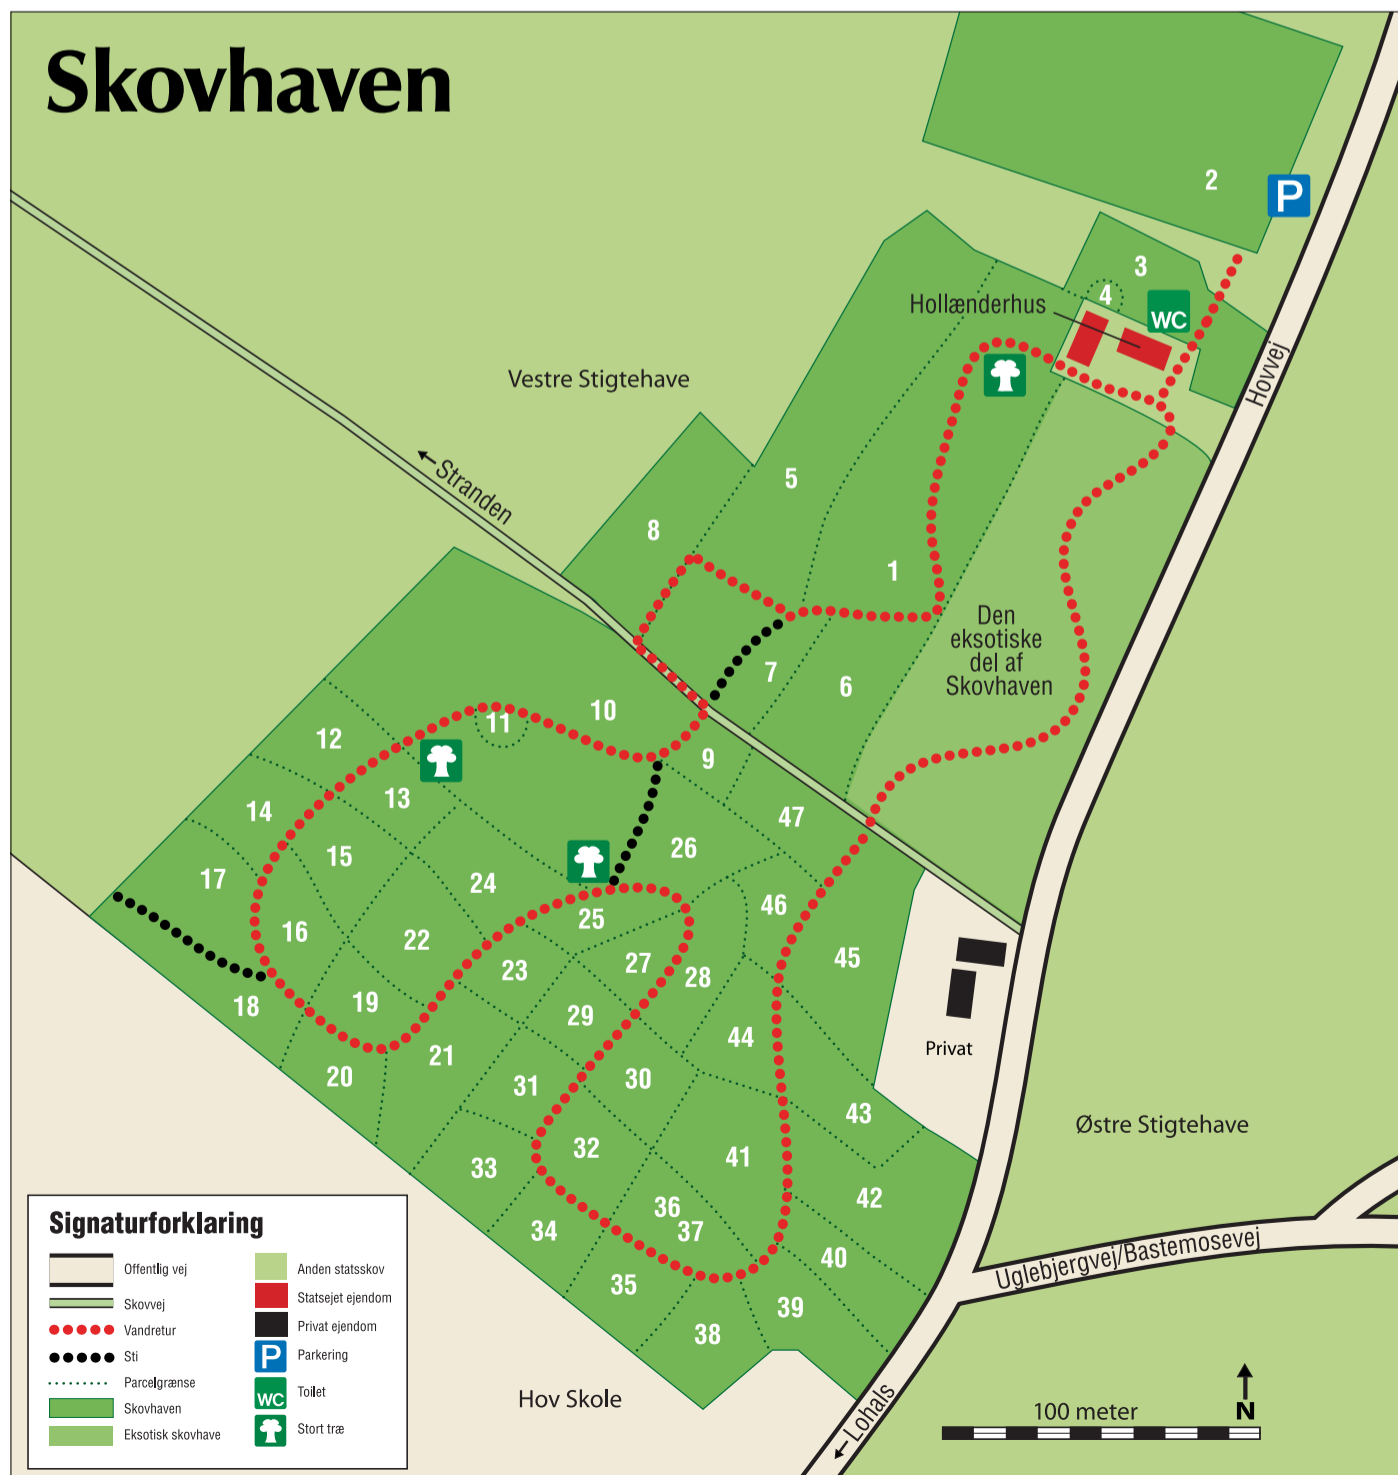 Skovhaven
2
P
3
4
WC
Hollænderhus
Hovvej
Vestre Stigtehave
Stranden
5
8
1
Den
eksotiske
del af
Skovhaven
7
6
10
11
9
12
13
14
47
15
26
17
24
46
25
16
22
45
23
27
28
18
19
29
44
21
Privat
20
30
31
43
Østre Stigtehave
32
41
33
42
36
34
37
40
35
39
38
Uglebjergvej/Bastemosevej
Hov Skole
Lohals
100 meter
N
Signaturforklaring
Offentlig vej
Skovvej
Vandretur
Sti
Parcelgrænse
Skovhaven
Eksotisk skovhave
Anden statsskov
Statsejet ejendom
Privat ejendom
P Parkering
WC Toilet
Stort træ